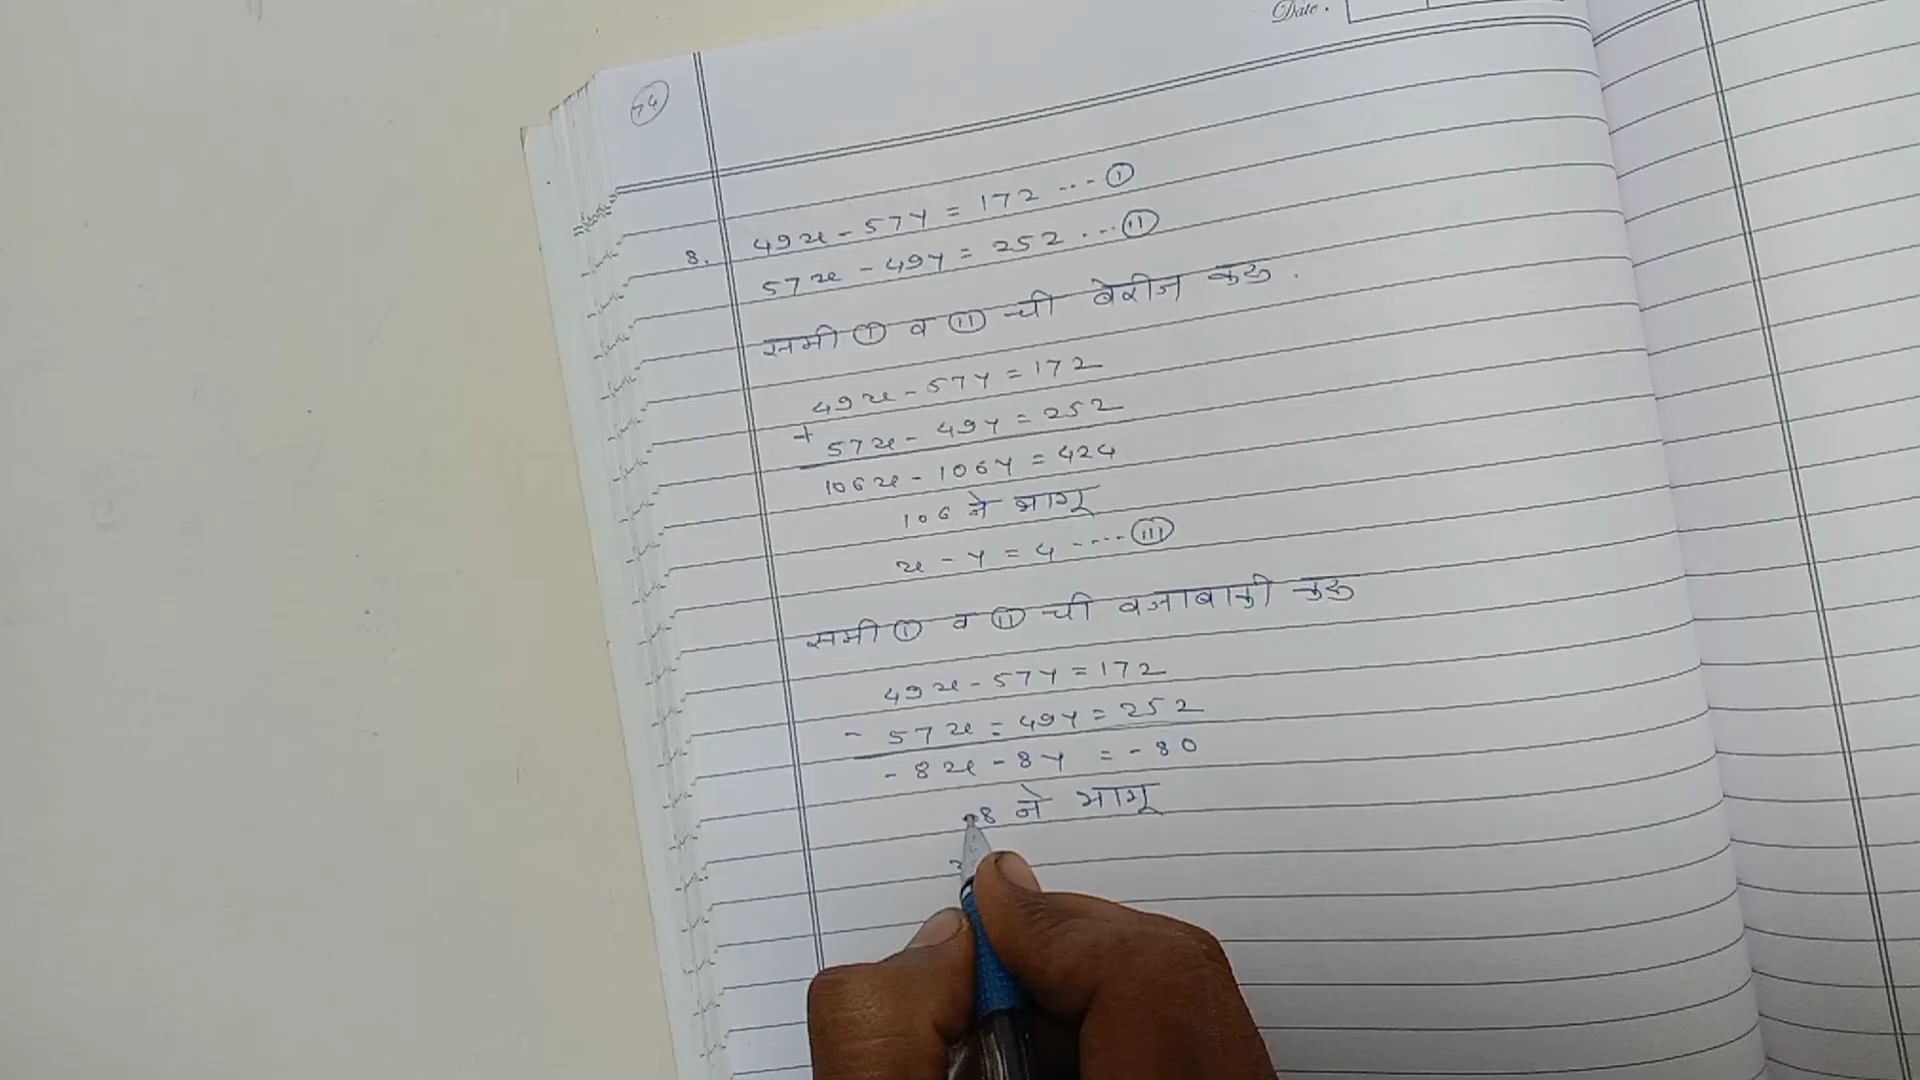 Date.
74
49x - 57y = 172 ... I
8. 57x - 49y = 252 ... II
समी I व II ची बेरीज करू.
49x - 57y = 172
+ 57x - 49y = 252
106x - 106y = 424
106 ने भागू
x - y = 4 .... III
समी I व II ची वजाबाकी करू
49x - 57y = 172
- 57x = 49y = 252
- 8x - 8y = - 80
-8 ने भागू